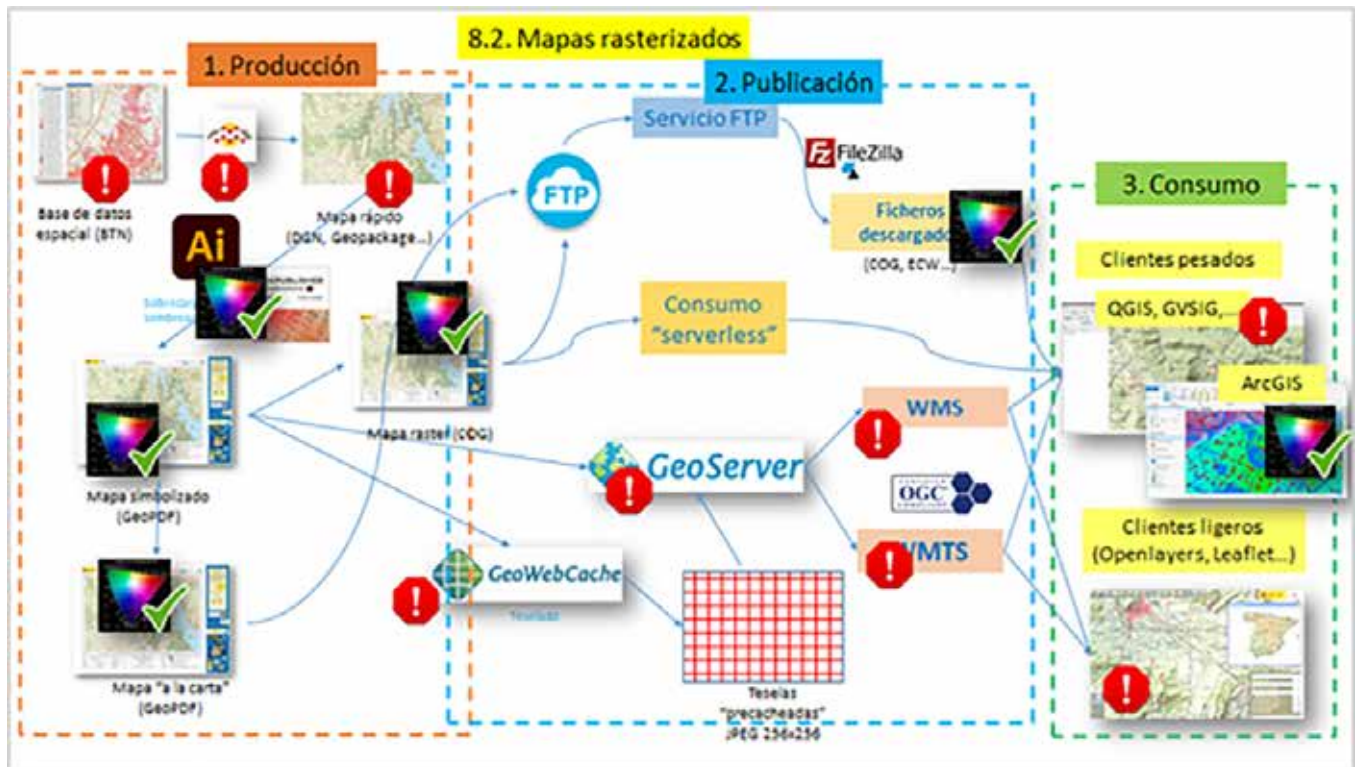 8.2. Mapas rasterizados
1. Producción
Base de datos
espacial (BTN)
Mapa rápido
(DGN, Geopackage...)
Ai
Mapa simbolizado
(GeoPDF)
Mapa "a la carta"
(GeoPDF)
Mapa raster (COG)
2. Publicación
Servicio FTP
FTP
Fz FileZilla
Ficheros
descargado
(COG, ECW...)
Consumo
"serverless"
GeoServer
GeoWebCache
Teselado
WMS
OGC
WMTS
Teselas
"precacheadas"
JPEG 256x256
3. Consumo
Clientes pesados
QGIS, GVSIG,...
ArcGIS
Clientes ligeros
(Openlayers, Leaflet...)